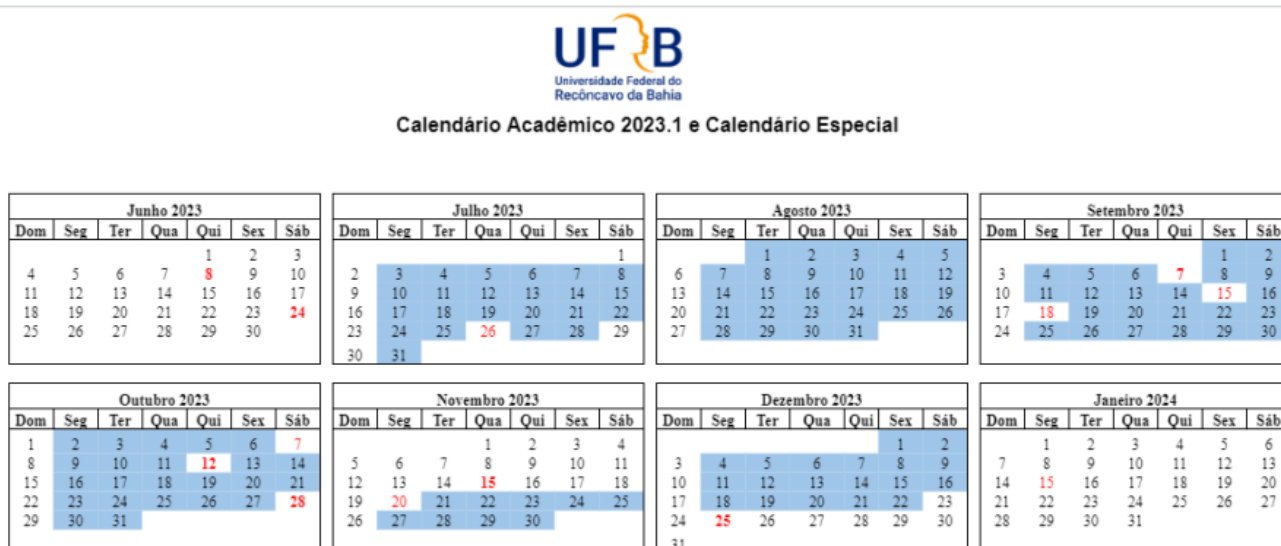 UFRB
Universidade Federal do
Recôncavo da Bahia
Calendário Acadêmico 2023.1 e Calendário Especial
Junho 2023
Dom Seg Ter Qua Qui Sex Sáb
1 2 3
4 5 6 7 8 9 10
11 12 13 14 15 16 17
18 19 20 21 22 23 24
25 26 27 28 29 30
Julho 2023
Dom Seg Ter Qua Qui Sex Sáb
1
2 3 4 5 6 7 8
9 10 11 12 13 14 15
16 17 18 19 20 21 22
23 24 25 26 27 28 29
30 31
Agosto 2023
Dom Seg Ter Qua Qui Sex Sáb
1 2 3 4 5
6 7 8 9 10 11 12
13 14 15 16 17 18 19
20 21 22 23 24 25 26
27 28 29 30 31
Setembro 2023
Dom Seg Ter Qua Qui Sex Sáb
1 2
3 4 5 6 7 8 9
10 11 12 13 14 15 16
17 18 19 20 21 22 23
24 25 26 27 28 29 30
Outubro 2023
Dom Seg Ter Qua Qui Sex Sáb
1 2 3 4 5 6 7
8 9 10 11 12 13 14
15 16 17 18 19 20 21
22 23 24 25 26 27 28
29 30 31
Novembro 2023
Dom Seg Ter Qua Qui Sex Sáb
1 2 3 4
5 6 7 8 9 10 11
12 13 14 15 16 17 18
19 20 21 22 23 24 25
26 27 28 29 30
Dezembro 2023
Dom Seg Ter Qua Qui Sex Sáb
1 2
3 4 5 6 7 8 9
10 11 12 13 14 15 16
17 18 19 20 21 22 23
24 25 26 27 28 29 30
31
Janeiro 2024
Dom Seg Ter Qua Qui Sex Sáb
1 2 3 4 5 6
7 8 9 10 11 12 13
14 15 16 17 18 19 20
21 22 23 24 25 26 27
28 29 30 31